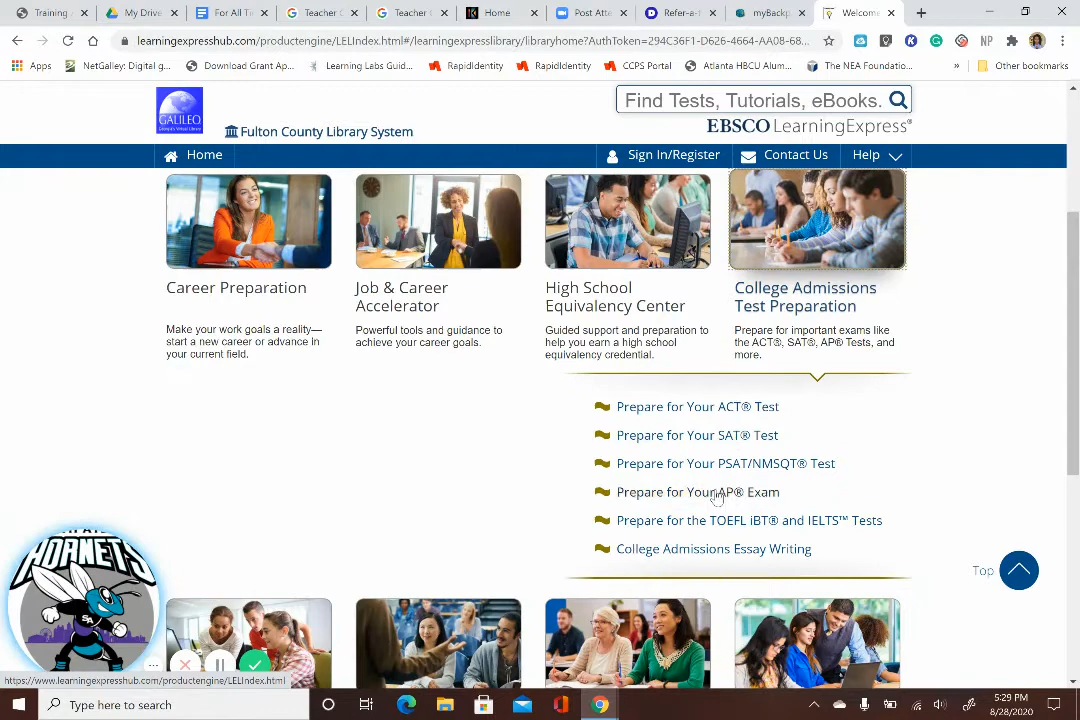 Training A
My Drive
For All Tie
Teacher C
Teacher C
Home
Post Atte
Refer-a-f
myBackp
Welcome
learningexpresshub.com/productengine/LELIndex.html#/learningexpresslibrary/libraryhome?AuthToken=294C36F1-D626-4664-AA08-68...
NP
Apps
NetGalley: Digital g...
Download Grant Ap...
Learning Labs Guid...
RapidIdentity
RapidIdentity
CCPS Portal
Atlanta HBCU Alum...
The NEA Foundatio...
»
Other bookmarks
GALILEO
Fulton County Library System
Find Tests, Tutorials, eBooks.
EBSCO LearningExpress®
Home
Sign In/Register
Contact Us
Help
Career Preparation
Make your work goals a reality—
start a new career or advance in
your current field.
Job & Career
Accelerator
Powerful tools and guidance to
achieve your career goals.
High School
Equivalency Center
Guided support and preparation to
help you earn a high school
equivalency credential.
College Admissions
Test Preparation
Prepare for important exams like
the ACT®, SAT®, AP® Tests, and
more.
Prepare for Your ACT® Test
Prepare for Your SAT® Test
Prepare for Your PSAT/NMSQT® Test
Prepare for Your AP® Exam
Prepare for the TOEFL iBT® and IELTS™ Tests
College Admissions Essay Writing
Top
HORNETS
SA
https://www.learningexpresshub.com/productengine/LELIndex.html
Type here to search
5:29 PM
8/28/2020